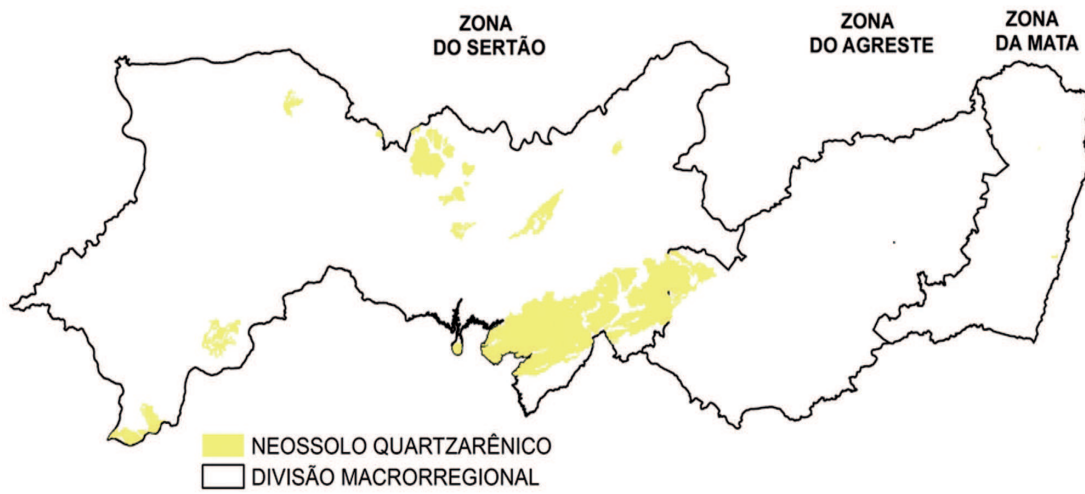 ZONA
DO SERTÃO
ZONA
DO AGRESTE
ZONA
DA MATA
NEOSSOLO QUARTZARÊNICO
DIVISÃO MACRORREGIONAL